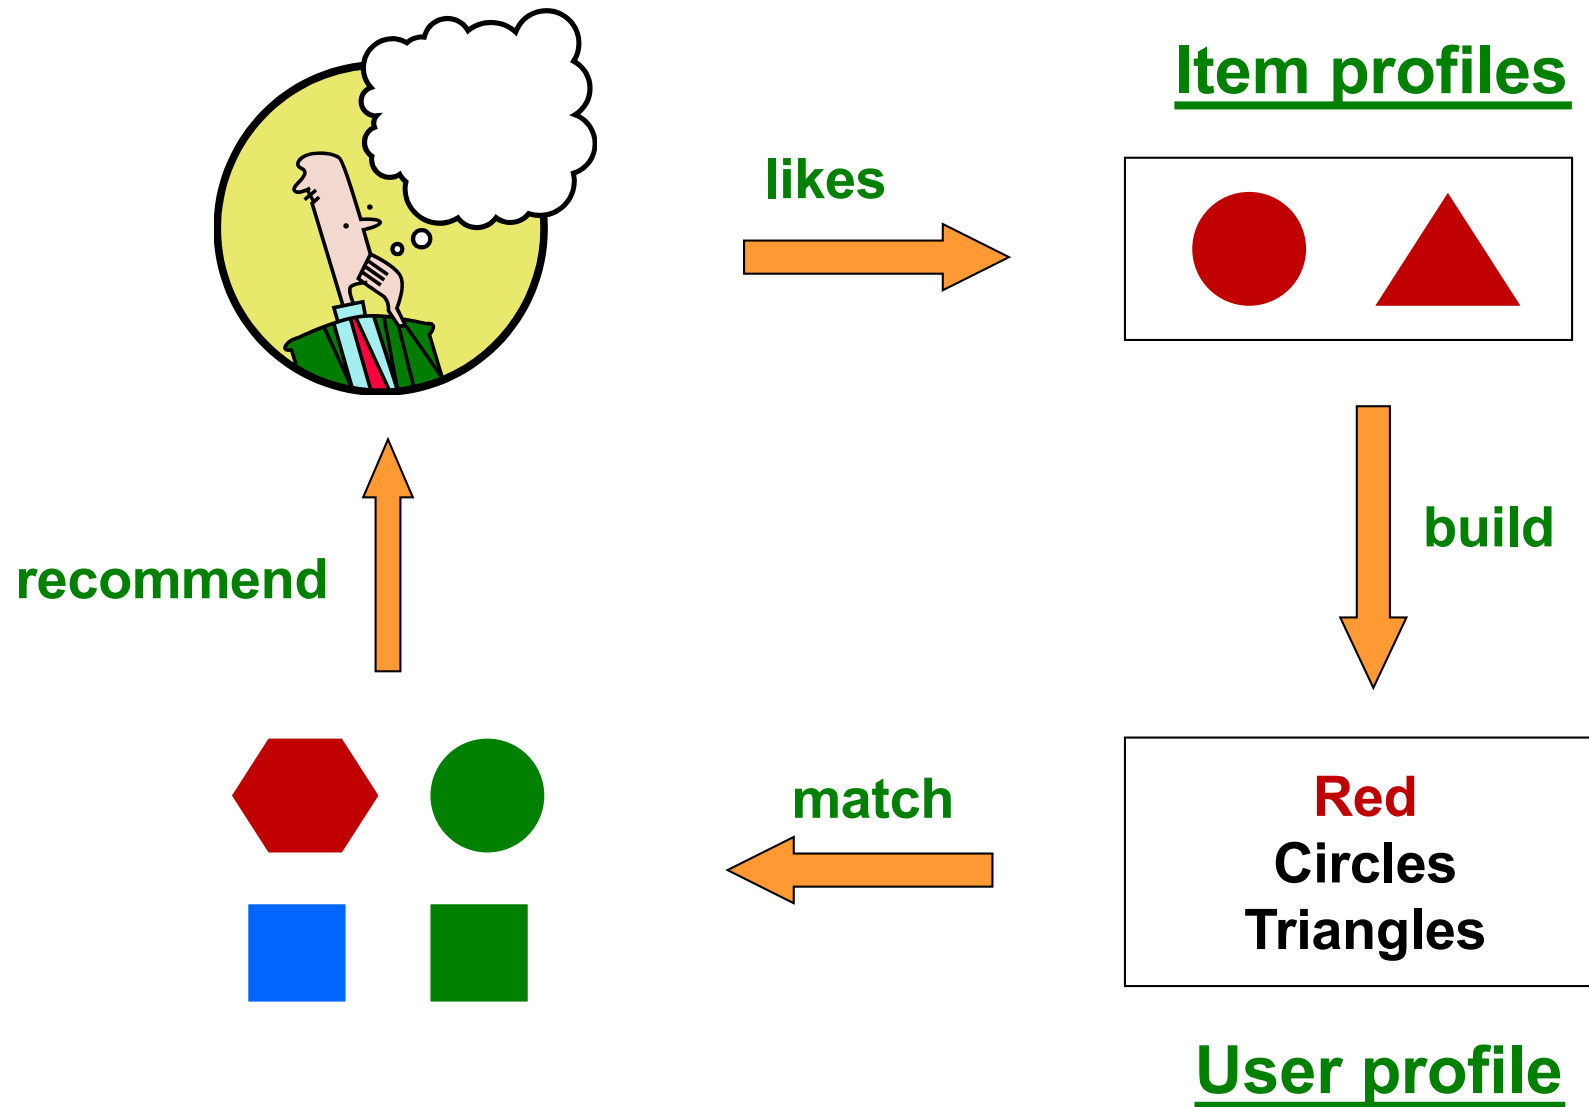 Item profiles
likes
build
recommend
match
Red
Circles
Triangles
User profile